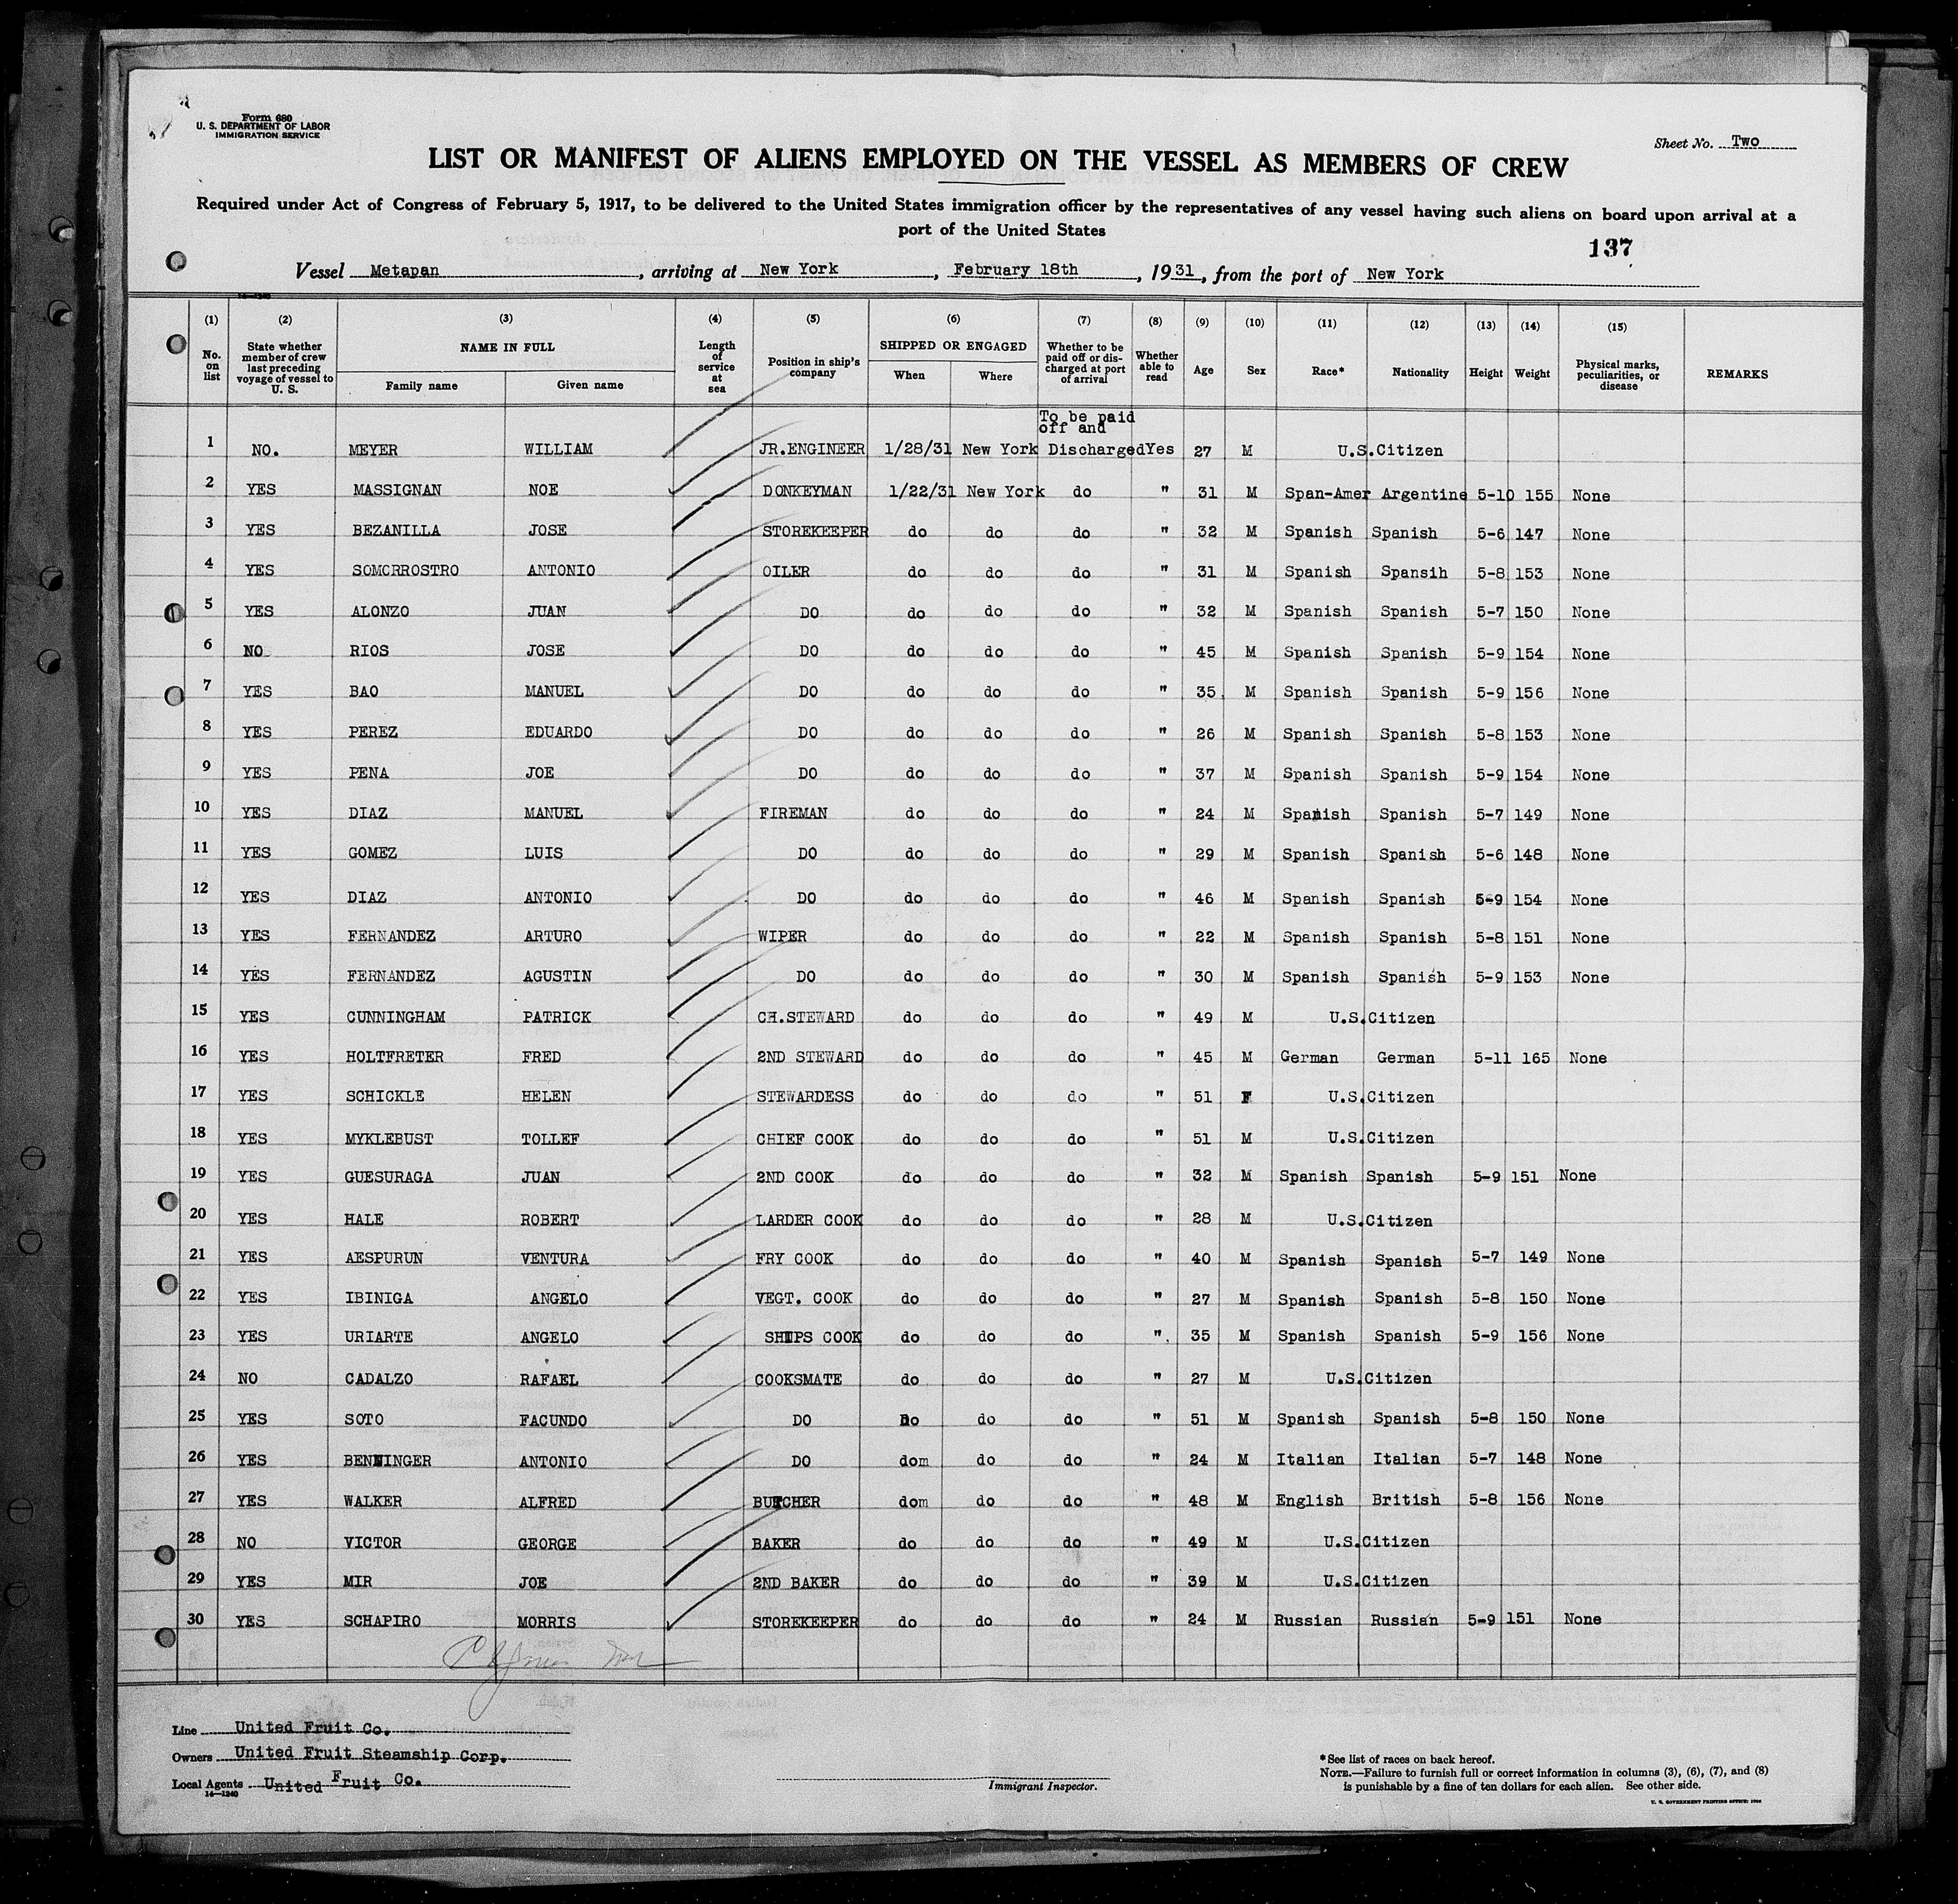 Form 680
U. S. DEPARTMENT OF LABOR
IMMIGRATION SERVICE
Sheet No. Two
LIST OR MANIFEST OF ALIENS EMPLOYED ON THE VESSEL AS MEMBERS OF CREW
Required under Act of Congress of February 5, 1917, to be delivered to the United States immigration officer by the representatives of any vessel having such aliens on board upon arrival at a
port of the United States
137
Vessel Metapan, arriving at New York, February 18th, 1931, from the port of New York
14—1240
(1) (2) (3) (4) (5) (6) (7) (8) (9) (10) (11) (12) (13) (14) (15)
No. on list State whether member of crew last preceding voyage of vessel to U. S. NAME IN FULL Family name Given name Length of service at sea Position in ship's company SHIPPED OR ENGAGED When Where Whether to be paid off or discharged at port of arrival Whether able to read Age Sex Race* Nationality Height Weight Physical marks, peculiarities, or disease REMARKS
To be paid
off and
1 NO. MEYER WILLIAM JR.ENGINEER 1/28/31 New York Discharged Yes 27 M U.S.Citizen
2 YES MASSIGNAN NOE DONKEYMAN 1/22/31 New York do " 31 M Span-Amer Argentine 5-10 155 None
3 YES BEZANILLA JOSE STOREKEEPER do do do " 32 M Spanish Spanish 5-6 147 None
4 YES SOMORROSTRO ANTONIO OILER do do do " 31 M Spanish Spansih 5-8 153 None
5 YES ALONZO JUAN DO do do do " 32 M Spanish Spanish 5-7 150 None
6 NO RIOS JOSE DO do do do " 45 M Spanish Spanish 5-9 154 None
7 YES BAO MANUEL DO do do do " 35 M Spanish Spanish 5-9 156 None
8 YES PEREZ EDUARDO DO do do do " 26 M Spanish Spanish 5-8 153 None
9 YES PENA JOE DO do do do " 37 M Spanish Spanish 5-9 154 None
10 YES DIAZ MANUEL FIREMAN do do do " 24 M Spanish Spanish 5-7 149 None
11 YES GOMEZ LUIS DO do do do " 29 M Spanish Spanish 5-6 148 None
12 YES DIAZ ANTONIO DO do do do " 46 M Spanish Spanish 5-9 154 None
13 YES FERNANDEZ ARTURO WIPER do do do " 22 M Spanish Spanish 5-8 151 None
14 YES FERNANDEZ AGUSTIN DO do do do " 30 M Spanish Spanish 5-9 153 None
15 YES CUNNINGHAM PATRICK CH.STEWARD do do do " 49 M U.S.Citizen
16 YES HOLTFRETER FRED 2ND STEWARD do do do " 45 M German German 5-11 165 None
17 YES SCHICKLE HELEN STEWARDESS do do do " 51 F U.S.Citizen
18 YES MYKLEBUST TOLLEF CHIEF COOK do do do " 51 M U.S.Citizen
19 YES GUESURAGA JUAN 2ND COOK do do do " 32 M Spanish Spanish 5-9 151 None
20 YES HALE ROBERT LARDER COOK do do do " 28 M U.S.Citizen
21 YES AESPURUN VENTURA FRY COOK do do do " 40 M Spanish Spanish 5-7 149 None
22 YES IBINIGA ANGELO VEGT. COOK do do do " 27 M Spanish Spanish 5-8 150 None
23 YES URIARTE ANGELO SHIPS COOK do do do " 35 M Spanish Spanish 5-9 156 None
24 NO CADALZO RAFAEL COOKSMATE do do do " 27 M U.S.Citizen
25 YES SOTO FACUNDO DO Do do do " 51 M Spanish Spanish 5-8 150 None
26 YES BENNINGER ANTONIO DO dom do do " 24 M Italian Italian 5-7 148 None
27 YES WALKER ALFRED BUTCHER dom do do " 48 M English British 5-8 156 None
28 NO VICTOR GEORGE BAKER do do do " 49 M U.S.Citizen
29 YES MIR JOE 2ND BAKER do do do " 39 M U.S.Citizen
30 YES SCHAPIRO MORRIS STOREKEEPER do do do " 24 M Russian Russian 5-9 151 None
Line United Fruit Co.
Owners United Fruit Steamship Corp.
Local Agents United Fruit Co.
14—1240
Immigrant Inspector.
*See list of races on back hereof.
NOTE.—Failure to furnish full or correct information in columns (3), (6), (7), and (8)
is punishable by a fine of ten dollars for each alien. See other side.